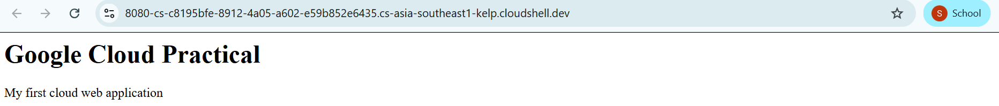 8080-cs-c8195bfe-8912-4a05-a602-e59b852e6435.cs-asia-southeast1-kelp.cloudshell.dev
S School
Google Cloud Practical
My first cloud web application